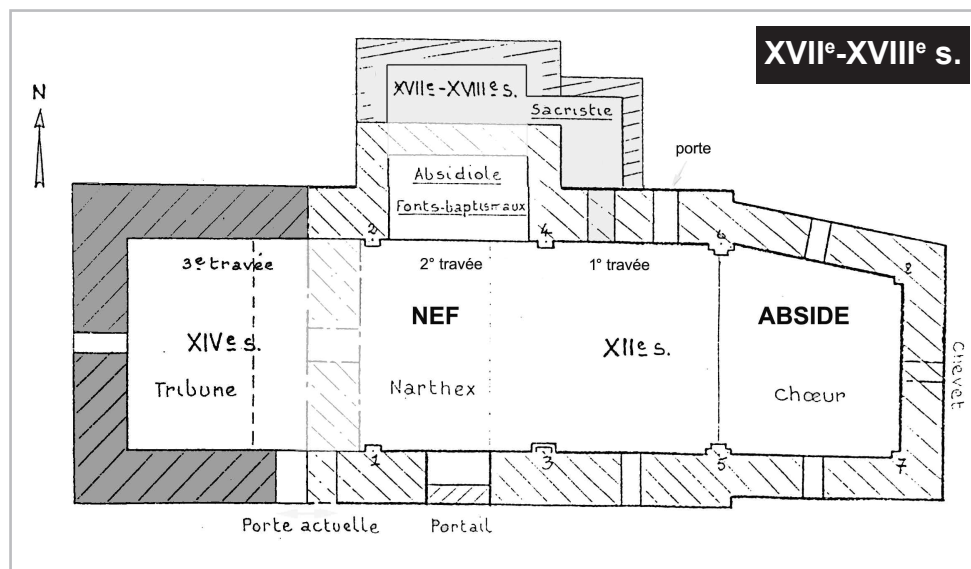 XVIIe-XVIIIe s.
N
XVIIe-XVIIIe s.
Sacristie
porte
Absidiole
Fonts-baptismaux
2
4
6
8
3e travée
2° travée
1° travée
NEF
ABSIDE
XIVe s.
XIIe s.
Tribune
Narthex
Chœur
Chevet
1
3
5
7
Porte actuelle
Portail